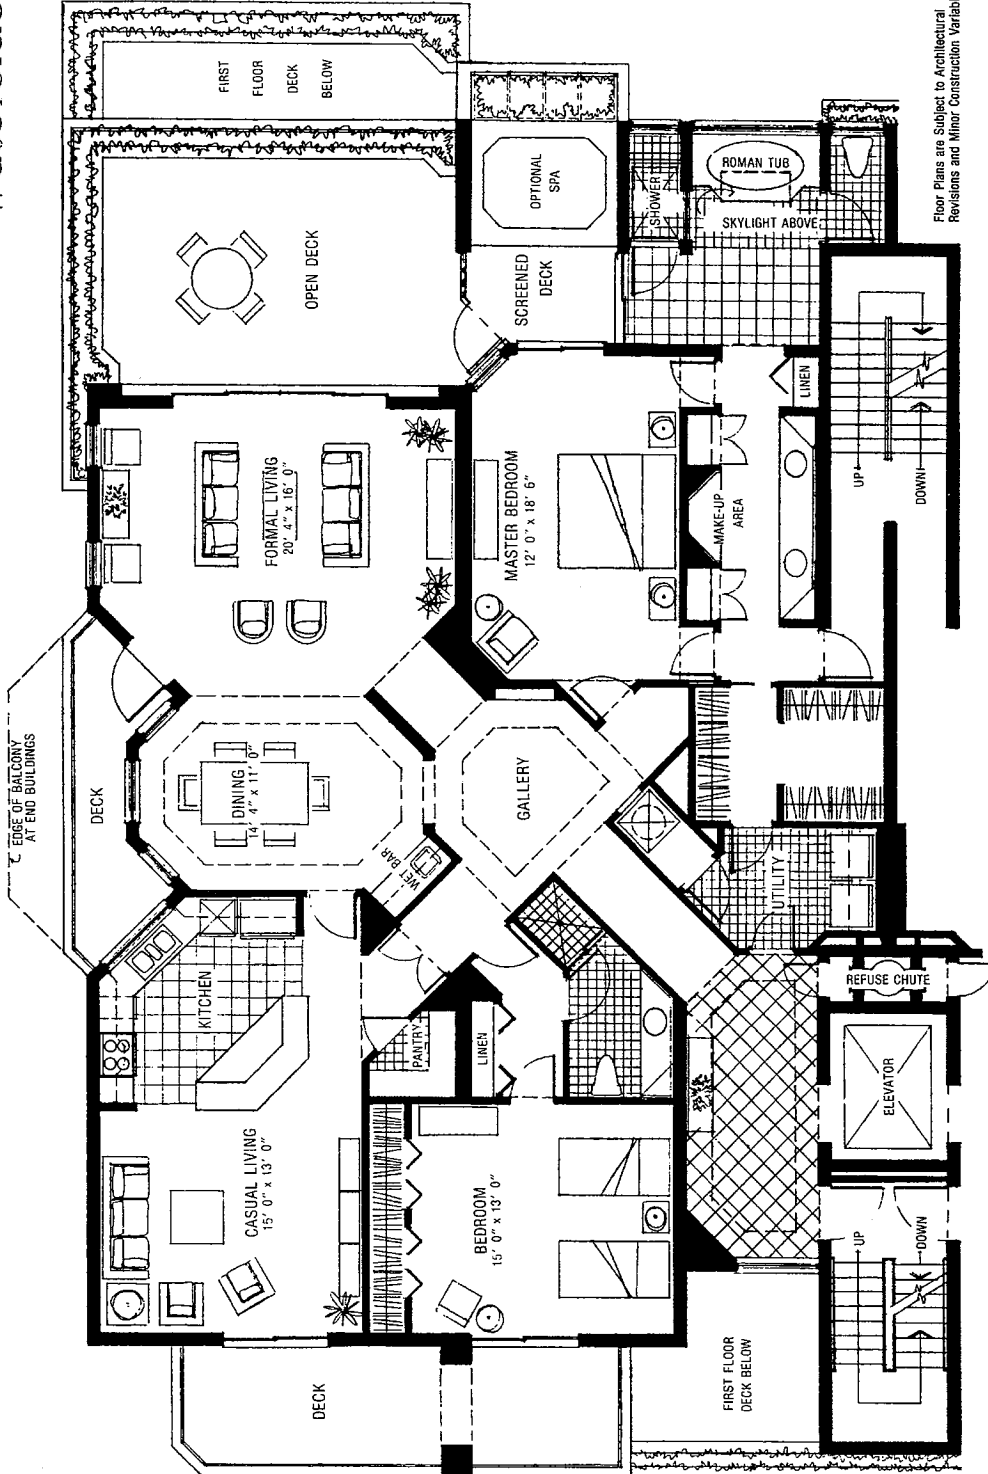 FIRST
FLOOR
DECK
BELOW
OPEN DECK
OPTIONAL
SPA
SCREENED
DECK
SHOWER
ROMAN TUB
SKYLIGHT ABOVE
Floor Plans are Subject to Architectural
Revisions and Minor Construction Variabl
FORMAL LIVING
20' 4" x 16' 0"
MASTER BEDROOM
12' 0" x 18' 6"
MAKE-UP
AREA
LINEN
UP
DOWN
EDGE OF BALCONY
AT END BUILDINGS
DECK
DINING
14' 4" x 11' 0"
GALLERY
WET BAR
UTILITY
KITCHEN
PANTRY
LINEN
REFUSE CHUTE
ELEVATOR
CASUAL LIVING
15' 0" x 13' 0"
BEDROOM
15' 0" x 13' 0"
UP
DOWN
DECK
FIRST FLOOR
DECK BELOW